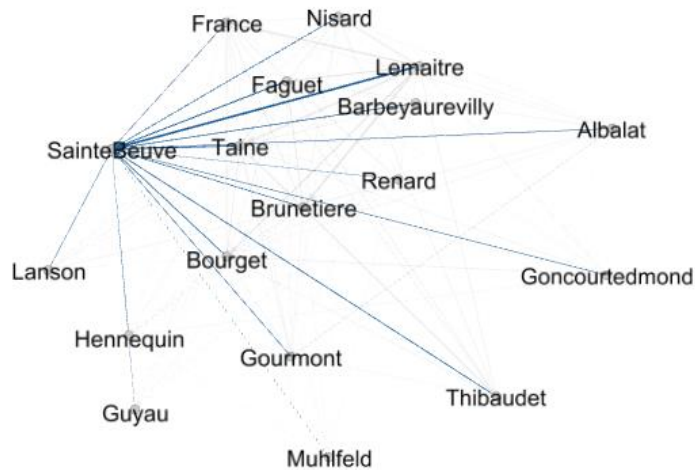 France
Nisard
Lemaitre
Faguet
Barbeyaurevilly
Albalat
SainteBeuve
Taine
Renard
Brunetiere
Lanson
Bourget
Goncourtedmond
Hennequin
Gourmont
Thibaudet
Guyau
Muhlfeld